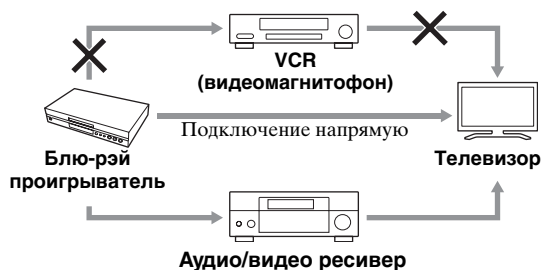 VCR
(видеомагнитофон)
Подключение напрямую
Блю-рэй
проигрыватель
Телевизор
Аудио/видео ресивер